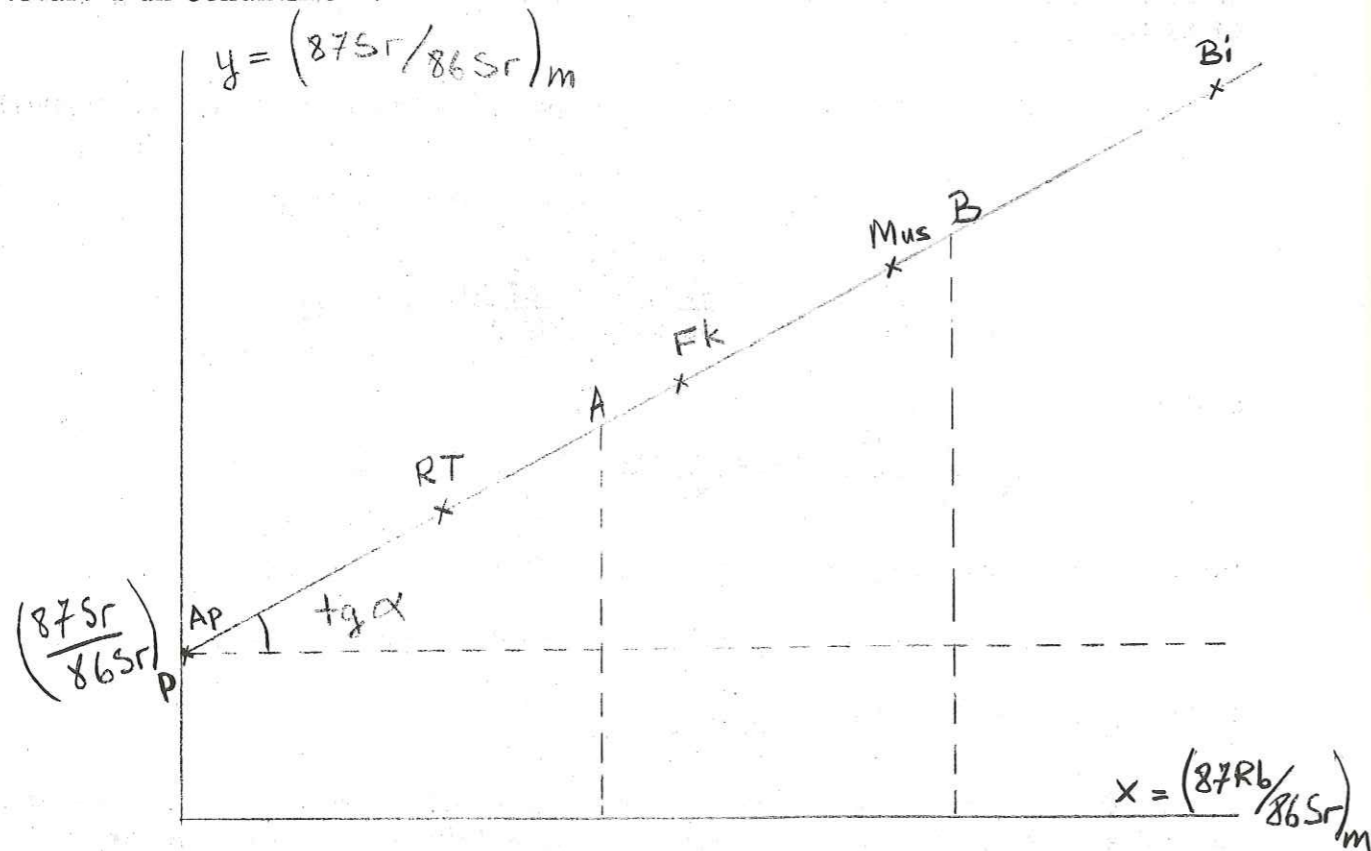 y = (87Sr/86Sr)m
Bi
Mus B
Fk
A
RT
Ap
tg α
(87Sr/86Sr)P
X = (87Rb/86Sr)m